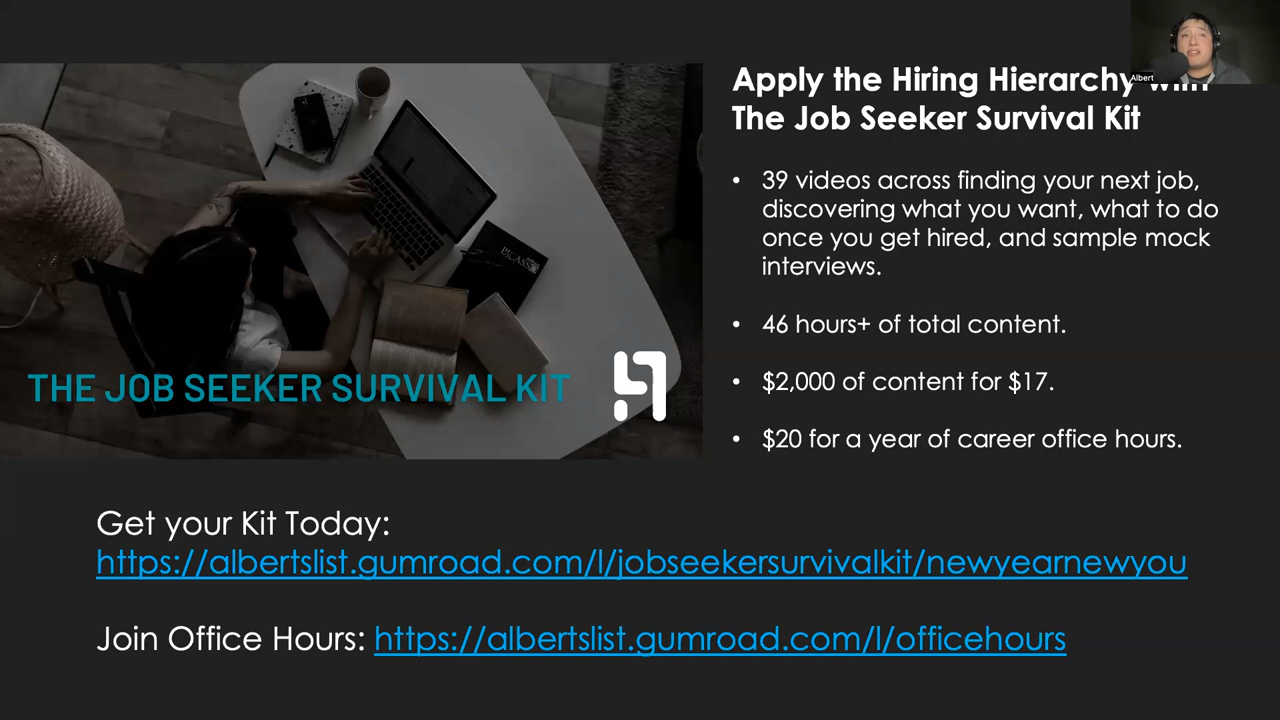 Albert
Apply the Hiring Hierarchy with
The Job Seeker Survival Kit
• 39 videos across finding your next job,
discovering what you want, what to do
once you get hired, and sample mock
interviews.
• 46 hours+ of total content.
• $2,000 of content for $17.
• $20 for a year of career office hours.
PICASSO
THE JOB SEEKER SURVIVAL KIT
Get your Kit Today:
https://albertslist.gumroad.com/l/jobseekersurvivalkit/newyearnewyou
Join Office Hours: https://albertslist.gumroad.com/l/officehours